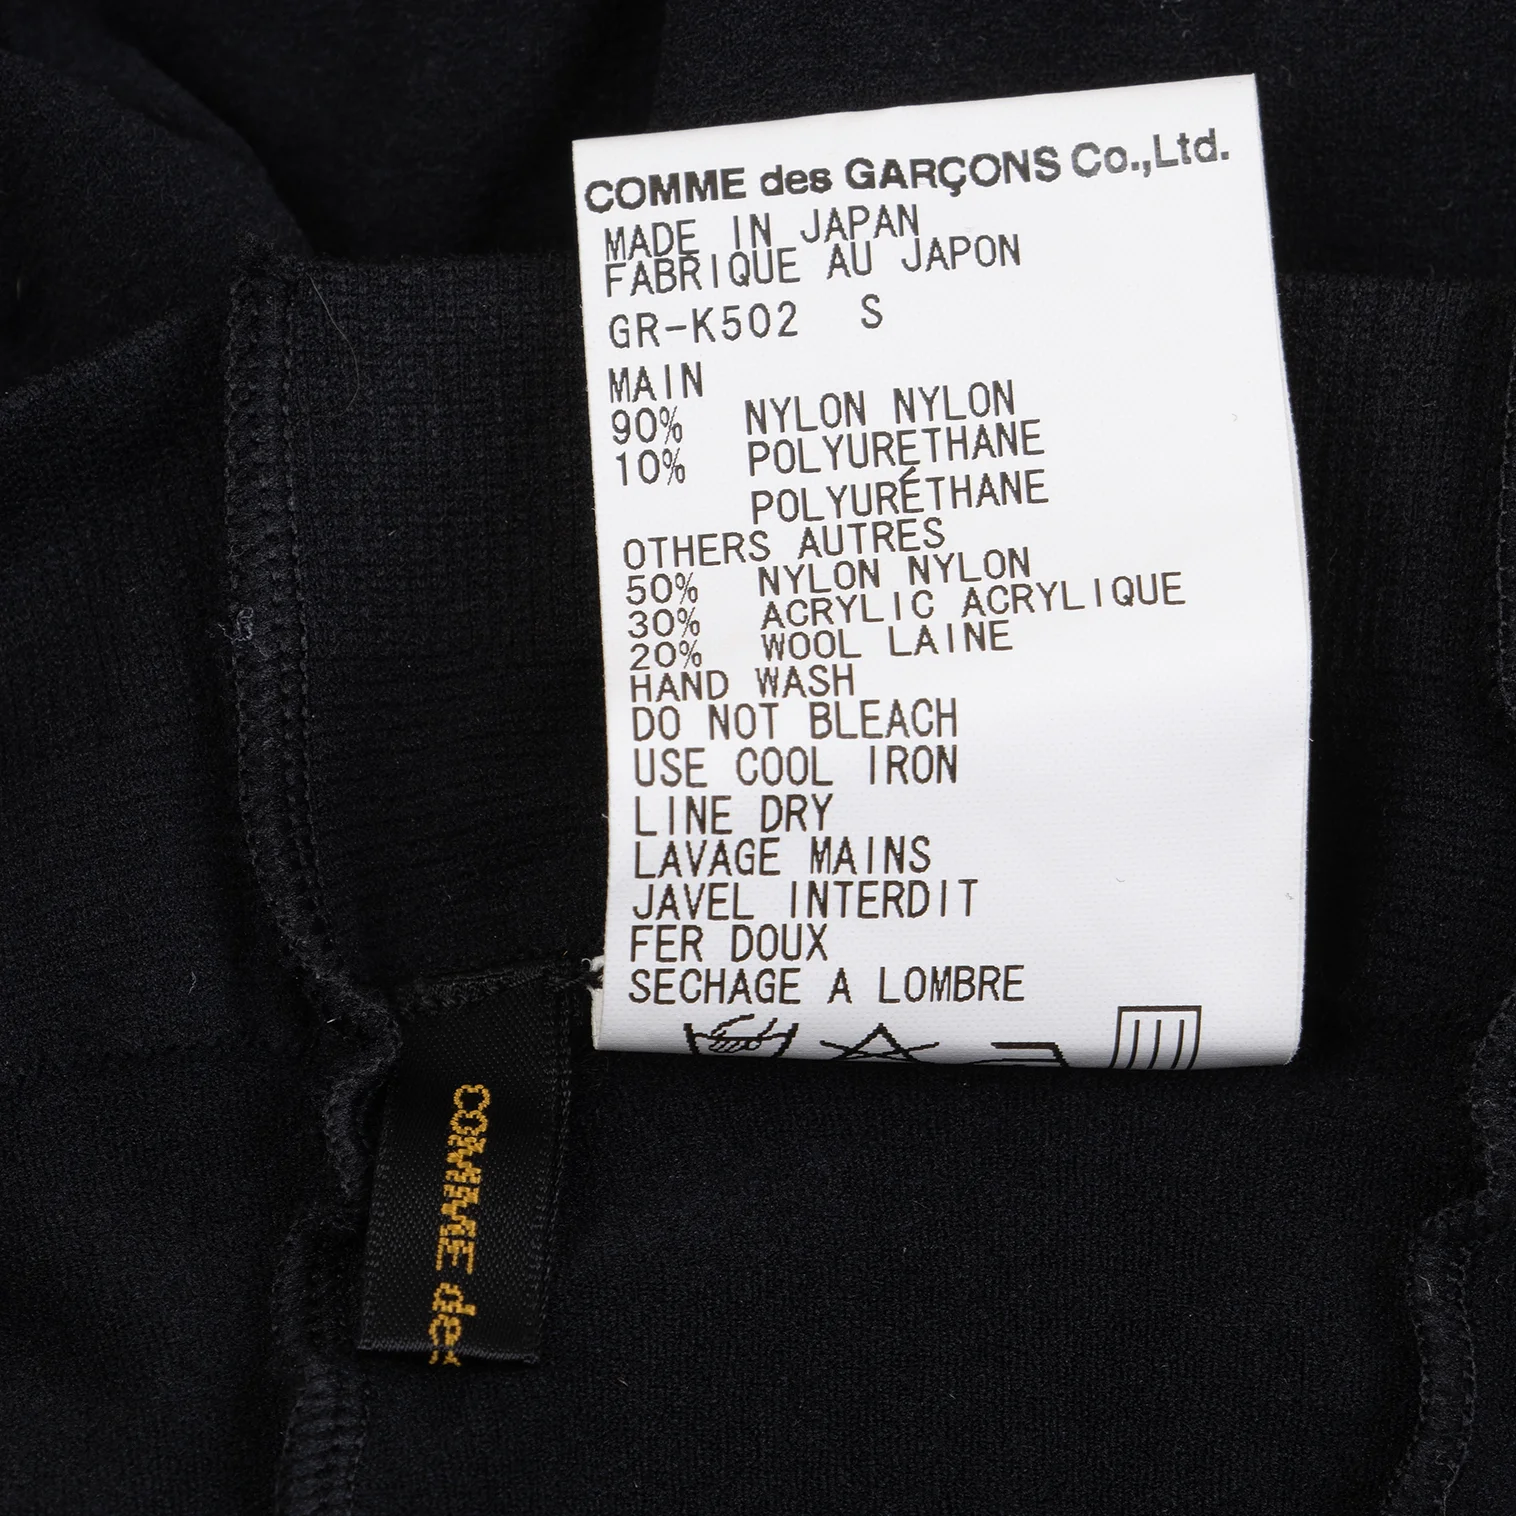 COMME des GARÇONS Co.,Ltd.
MADE IN JAPAN
FABRIQUE AU JAPON
GR-K502 S
MAIN
90% NYLON NYLON
10% POLYURETHANE
POLYURÉTHANE
OTHERS AUTRES
50% NYLON NYLON
30% ACRYLIC ACRYLIQUE
20% WOOL LAINE
HAND WASH
DO NOT BLEACH
USE COOL IRON
LINE DRY
LAVAGE MAINS
JAVEL INTERDIT
FER DOUX
SECHAGE A LOMBRE
COMME de